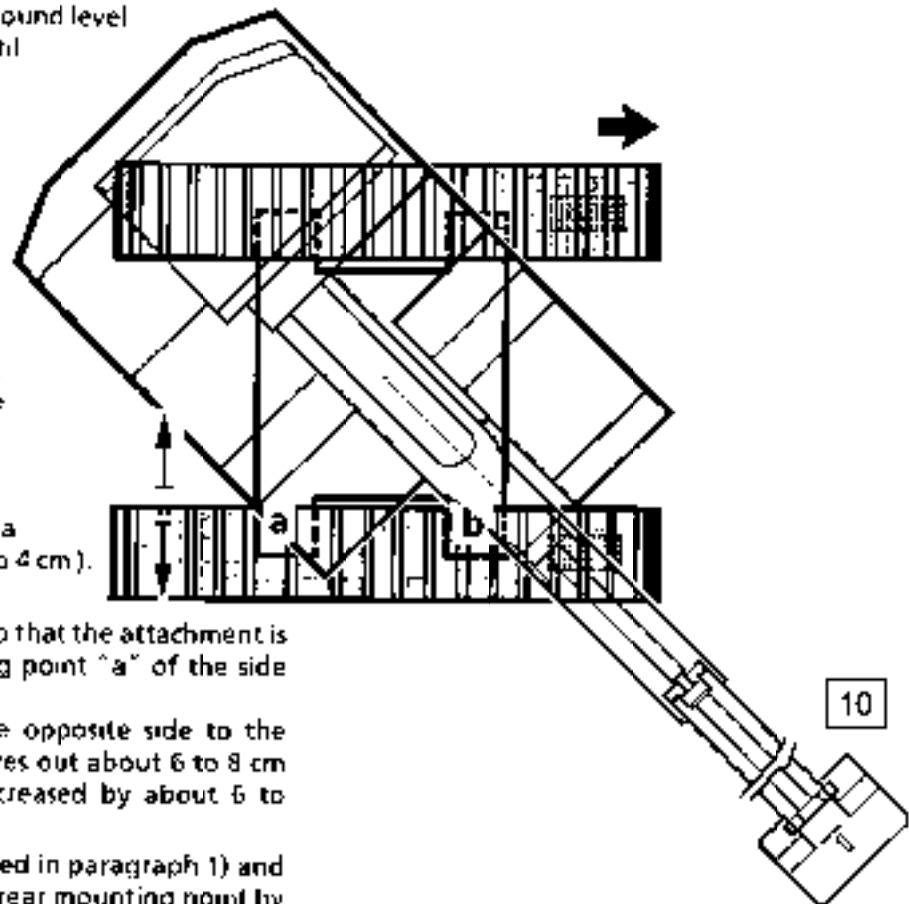 ound level
a
o 4 cm ).
o that the attachment is
g point "a" of the side
e opposite side to the
es out about 6 to 8 cm
creased by about 6 to
ed in paragraph 1) and
rear mounting point by
a
b
10